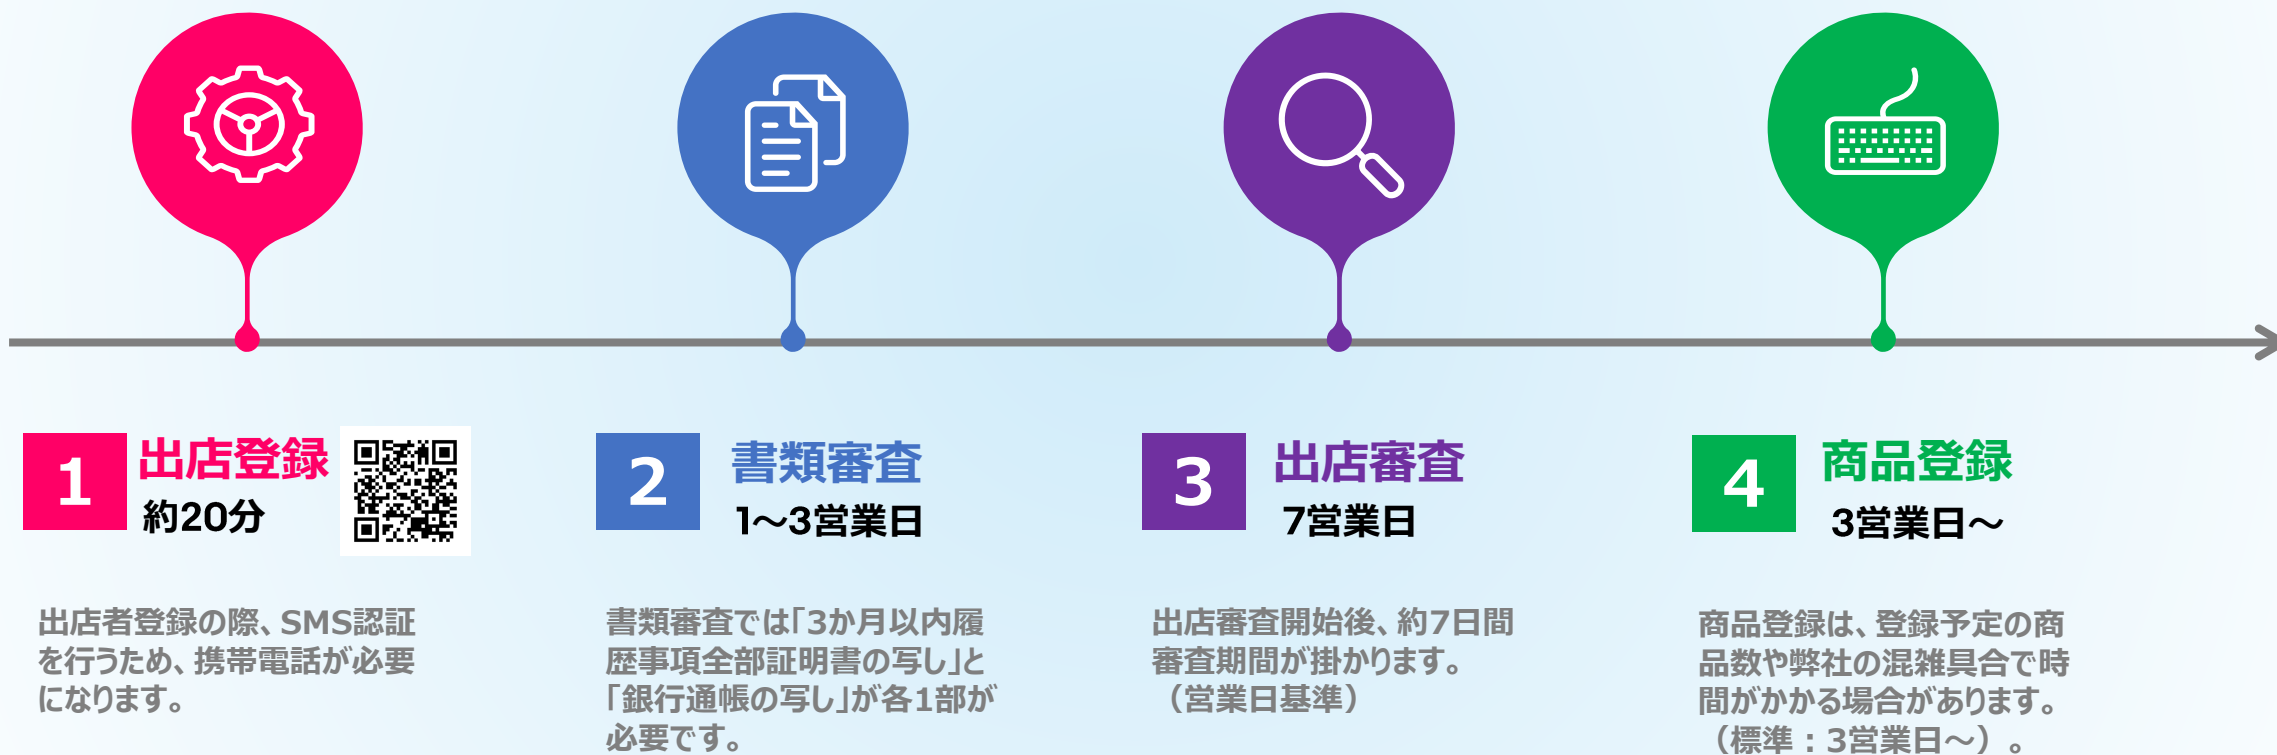 1
出店登録
約20分
出店者登録の際、SMS認証
を行うため、携帯電話が必要
になります。
2
書類審査
1～3営業日
書類審査では「3か月以内履
歴事項全部証明書の写し」と
「銀行通帳の写し」が各1部が
必要です。
3
出店審査
7営業日
出店審査開始後、約7日間
審査期間が掛かります。
（営業日基準）
4
商品登録
3営業日～
商品登録は、登録予定の商
品数や弊社の混雑具合で時
間がかかる場合があります。
（標準：3営業日～）。